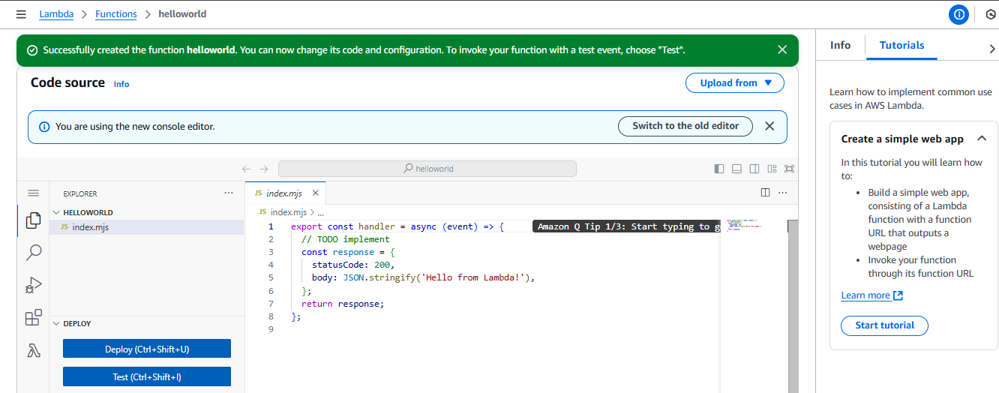 Lambda > Functions > helloworld
Successfully created the function helloworld. You can now change its code and configuration. To invoke your function with a test event, choose "Test".
Code source Info
Upload from
You are using the new console editor.
Switch to the old editor
helloworld
EXPLORER
HELLOWORLD
JS index.mjs
DEPLOY
Deploy (Ctrl+Shift+U)
Test (Ctrl+Shift+I)
JS index.mjs
JS index.mjs > ...
1 export const handler = async (event) => {
Amazon Q Tip 1/3: Start typing to g
2 // TODO implement
3 const response = {
4 statusCode: 200,
5 body: JSON.stringify('Hello from Lambda!'),
6 };
7 return response;
8 };
9
Info
Tutorials
Learn how to implement common use
cases in AWS Lambda.
Create a simple web app
In this tutorial you will learn how
to:
• Build a simple web app,
consisting of a Lambda
function with a function
URL that outputs a
webpage
• Invoke your function
through its function URL
Learn more
Start tutorial